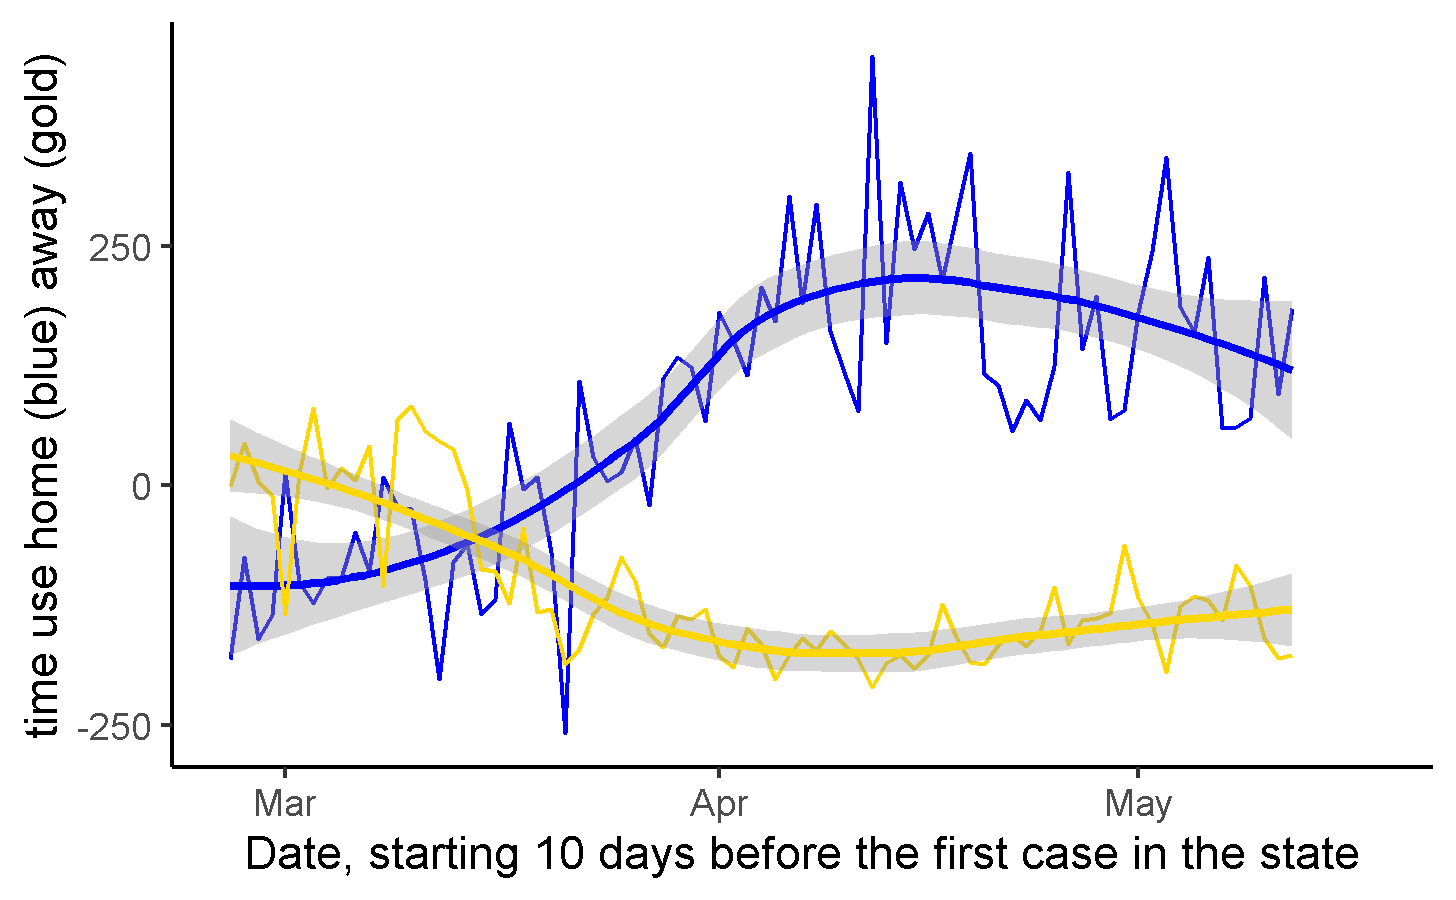 time use home (blue) away (gold)
250
0
-250
Mar Apr May
Date, starting 10 days before the first case in the state